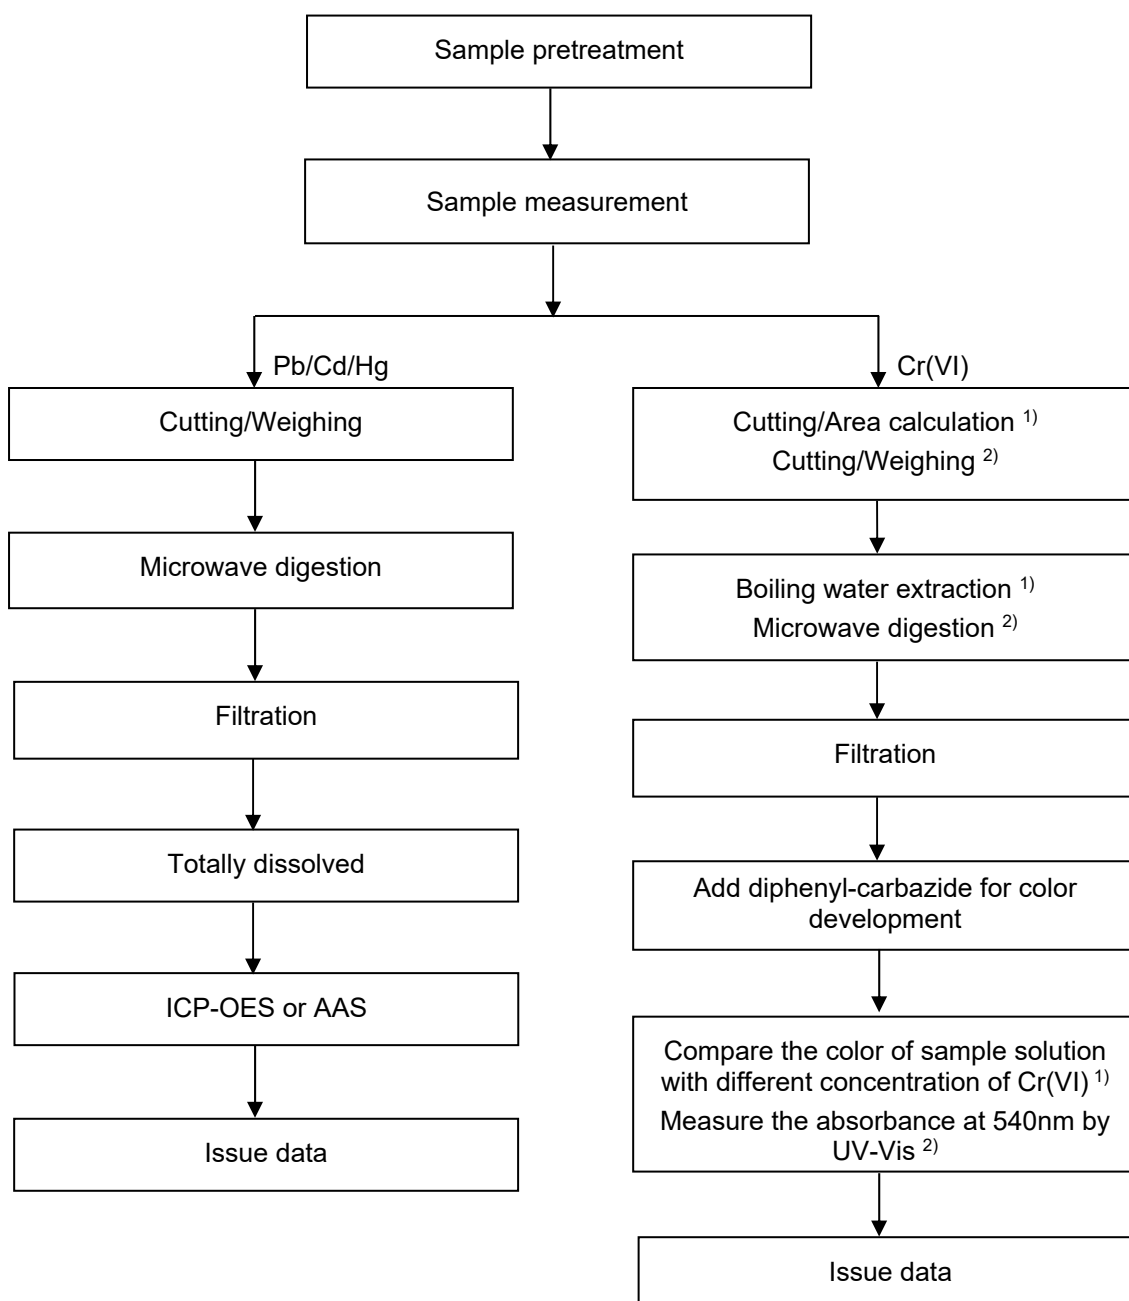 Sample pretreatment
Sample measurement
Pb/Cd/Hg
Cutting/Weighing
Microwave digestion
Filtration
Totally dissolved
ICP-OES or AAS
Issue data
Cr(VI)
Cutting/Area calculation 1)
Cutting/Weighing 2)
Boiling water extraction 1)
Microwave digestion 2)
Filtration
Add diphenyl-carbazide for color
development
Compare the color of sample solution
with different concentration of Cr(VI) 1)
Measure the absorbance at 540nm by
UV-Vis 2)
Issue data